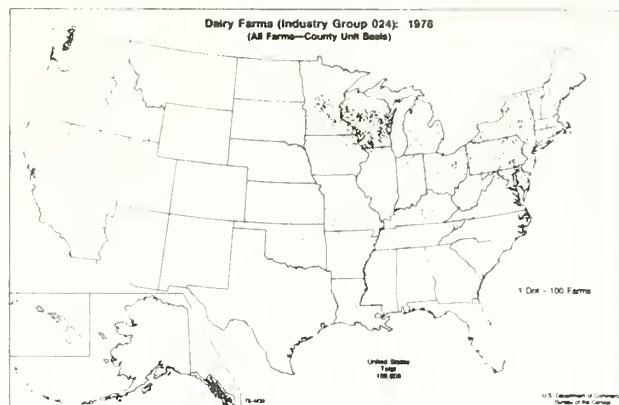 Dairy Farms (Industry Group 024): 1978
(All Farms—County Unit Basis)
1 Dot - 100 Farms
United States
Total
U.S. Department of Commerce
Bureau of the Census